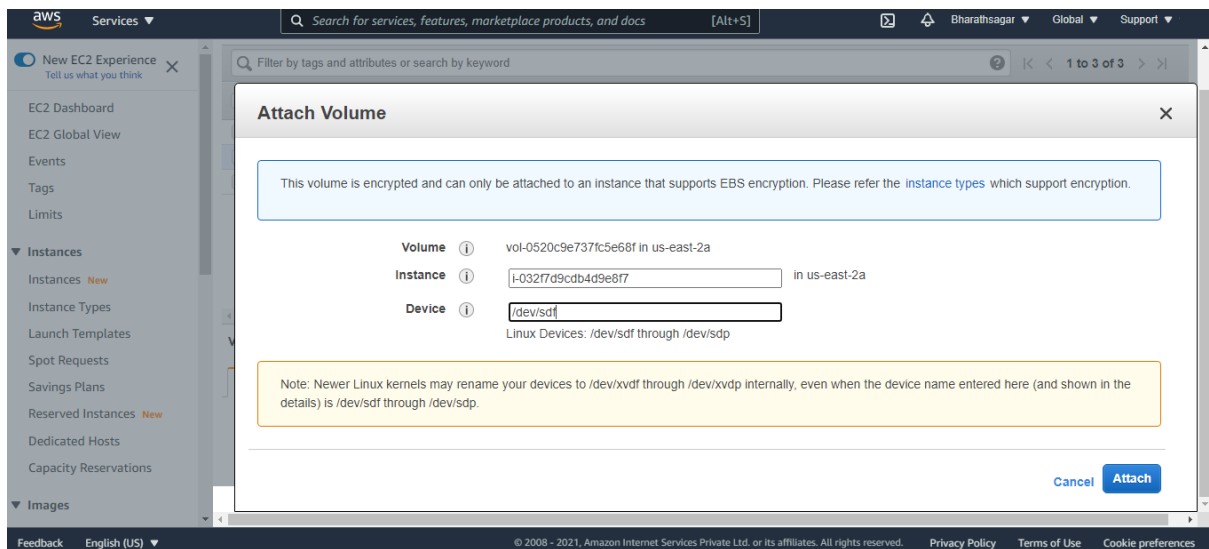 aws Services ▼ Search for services, features, marketplace products, and docs [Alt+S] Bharathsagar ▼ Global ▼ Support ▼
New EC2 Experience
Tell us what you think
EC2 Dashboard
EC2 Global View
Events
Tags
Limits
Instances
Instances New
Instance Types
Launch Templates
Spot Requests
Savings Plans
Reserved Instances New
Dedicated Hosts
Capacity Reservations
Images
Filter by tags and attributes or search by keyword 1 to 3 of 3
Attach Volume
This volume is encrypted and can only be attached to an instance that supports EBS encryption. Please refer the instance types which support encryption.
Volume vol-0520c9e737fc5e68f in us-east-2a
Instance i-032f7d9cdb4d9e8f7 in us-east-2a
Device /dev/sdf
Linux Devices: /dev/sdf through /dev/sdp
Note: Newer Linux kernels may rename your devices to /dev/xvdf through /dev/xvdp internally, even when the device name entered here (and shown in the
details) is /dev/sdf through /dev/sdp.
Cancel Attach
Feedback English (US) ▼ © 2008 - 2021, Amazon Internet Services Private Ltd. or its affiliates. All rights reserved. Privacy Policy Terms of Use Cookie preferences